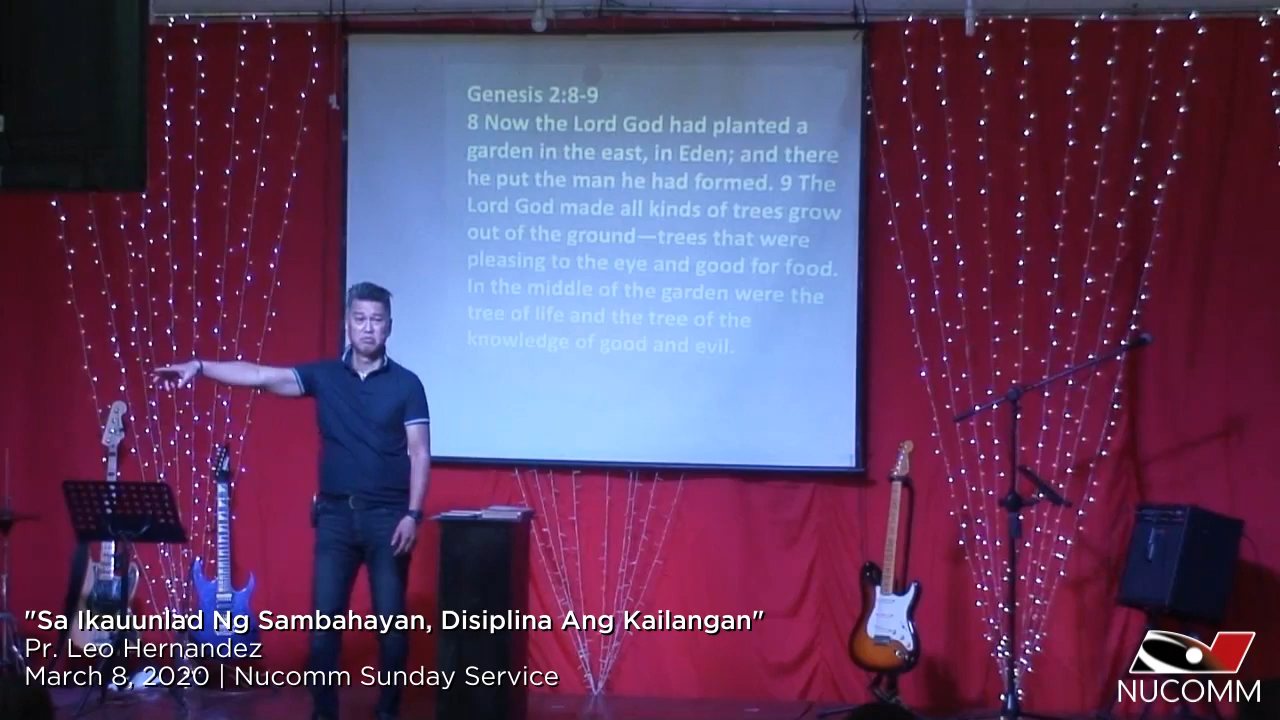 Genesis 2:8-9
8 Now the Lord God had planted a
garden in the east, in Eden; and there
he put the man he had formed. 9 The
Lord God made all kinds of trees grow
out of the ground—trees that were
pleasing to the eye and good for food.
In the middle of the garden were the
tree of life and the tree of the
knowledge of good and evil.
"Sa Ikauunlad Ng Sambahayan, Disiplina Ang Kailangan"
Pr. Leo Hernandez
March 8, 2020 | Nucomm Sunday Service
NUCOMM